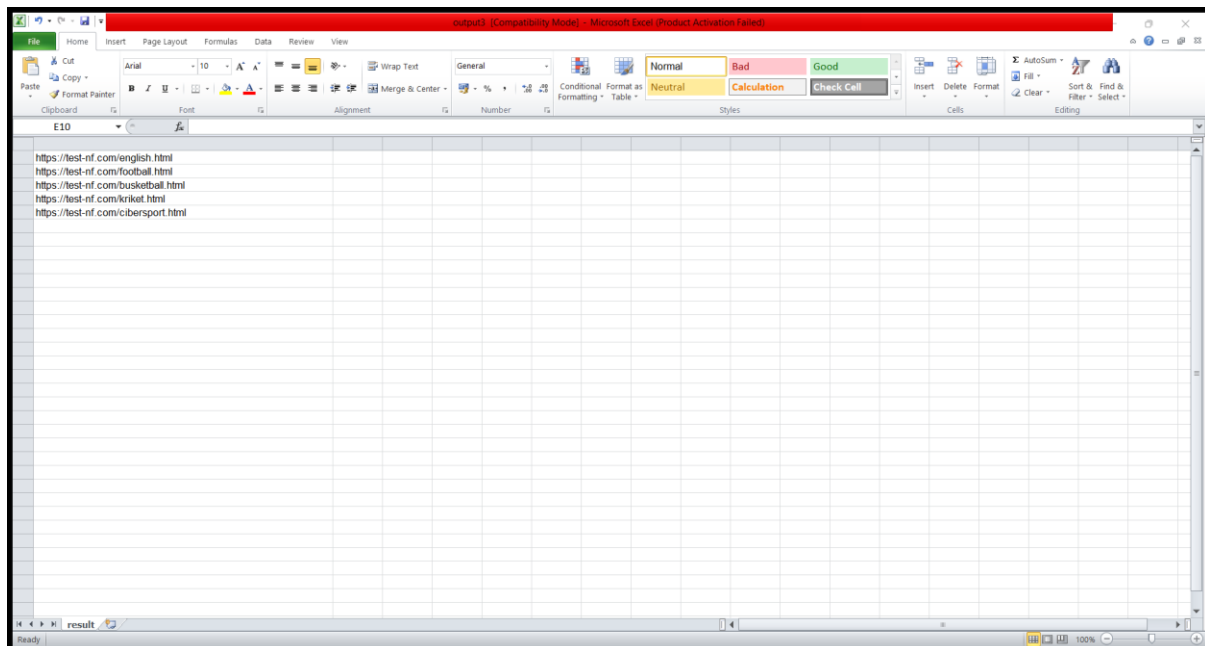 output3 [Compatibility Mode] - Microsoft Excel (Product Activation Failed)
File Home Insert Page Layout Formulas Data Review View
Cut
Copy
Format Painter
Paste
Clipboard
Arial 10
B I U
Font
Wrap Text
Merge & Center
Alignment
General
Number
Conditional Formatting
Format as Table
Normal Bad Good
Neutral Calculation Check Cell
Styles
Insert Delete Format
Cells
AutoSum
Fill
Clear
Sort & Filter
Find & Select
Editing
E10 fx
https://test-nf.com/english.html
https://test-nf.com/football.html
https://test-nf.com/busketball.html
https://test-nf.com/kriket.html
https://test-nf.com/cibersport.html
result
Ready 100%